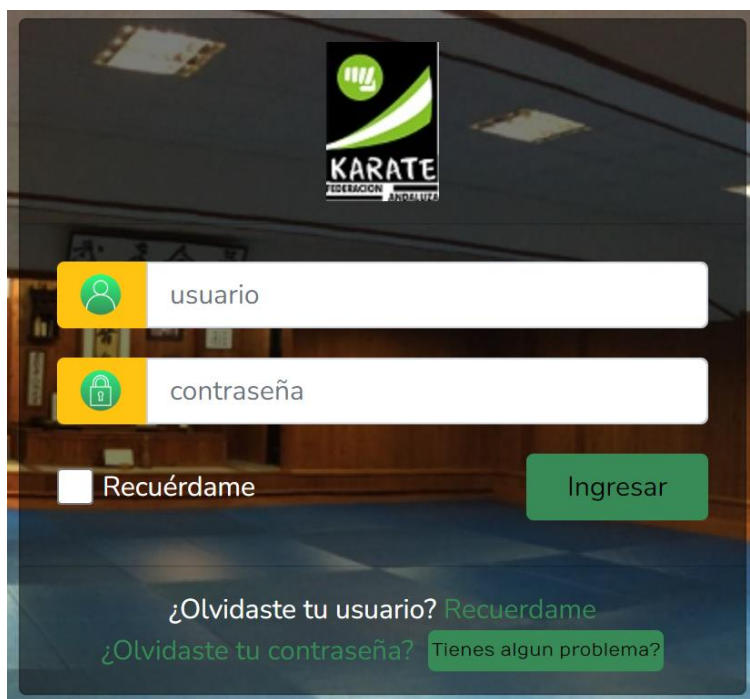 KARATE
FEDERACION
ANDALUZA
usuario
contraseña
Recuérdame
Ingresar
¿Olvidaste tu usuario? Recuerdame
¿Olvidaste tu contraseña? Tienes algun problema?